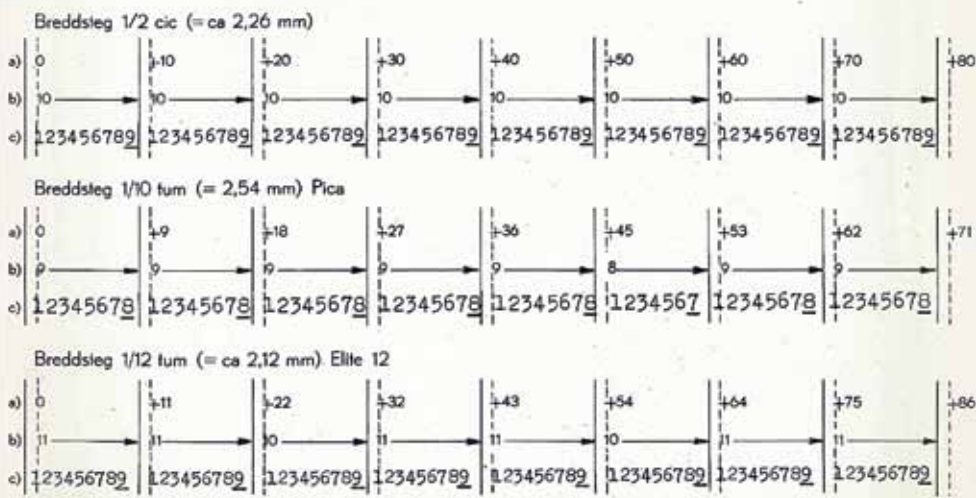 Breddsteg 1/2 cic (= ca 2,26 mm)
a) 0 +10 +20 +30 +40 +50 +60 +70 +80
b) 10 10 10 10 10 10 10 10
c) 123456789 123456789 123456789 123456789 123456789 123456789 123456789 123456789
Breddsteg 1/10 tum (= 2,54 mm) Pica
a) 0 +9 +18 +27 +36 +45 +53 +62 +71
b) 9 9 9 9 9 8 9 9
c) 12345678 12345678 12345678 12345678 12345678 1234567 12345678 12345678
Breddsteg 1/12 tum (= ca 2,12 mm) Elite 12
a) 0 +11 +22 +32 +43 +54 +64 +75 +86
b) 11 11 10 11 11 10 11 11
c) 123456789 123456789 123456789 123456789 123456789 123456789 123456789 123456789